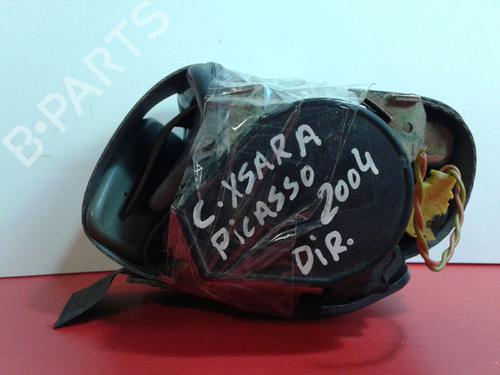 B-PARTS
C. XSARA
PICASSO 2004
DIR.